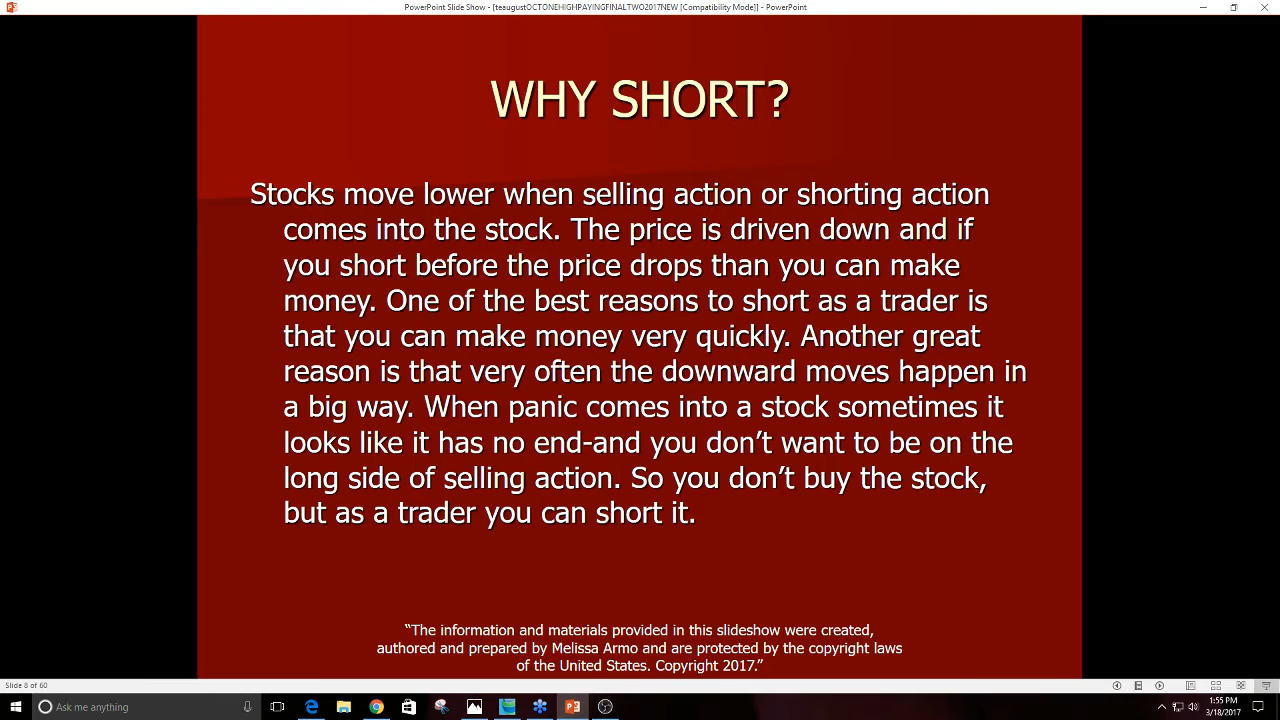 PowerPoint Slide Show - [teaugustOCTONEHIGHPAYINGFINALTWO2017NEW [Compatibility Mode]] - PowerPoint
WHY SHORT?
Stocks move lower when selling action or shorting action
comes into the stock. The price is driven down and if
you short before the price drops than you can make
money. One of the best reasons to short as a trader is
that you can make money very quickly. Another great
reason is that very often the downward moves happen in
a big way. When panic comes into a stock sometimes it
looks like it has no end-and you don’t want to be on the
long side of selling action. So you don’t buy the stock,
but as a trader you can short it.
“The information and materials provided in this slideshow were created,
authored and prepared by Melissa Armo and are protected by the copyright laws
of the United States. Copyright 2017.”
Slide 8 of 60
Ask me anything
1:55 PM
3/18/2017